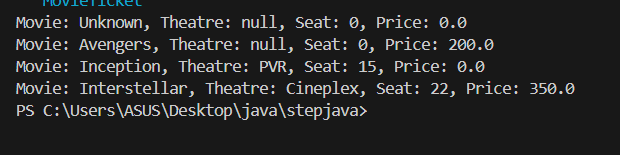 MovieTicket
Movie: Unknown, Theatre: null, Seat: 0, Price: 0.0
Movie: Avengers, Theatre: null, Seat: 0, Price: 200.0
Movie: Inception, Theatre: PVR, Seat: 15, Price: 0.0
Movie: Interstellar, Theatre: Cineplex, Seat: 22, Price: 350.0
PS C:\Users\ASUS\Desktop\java\stepjava>